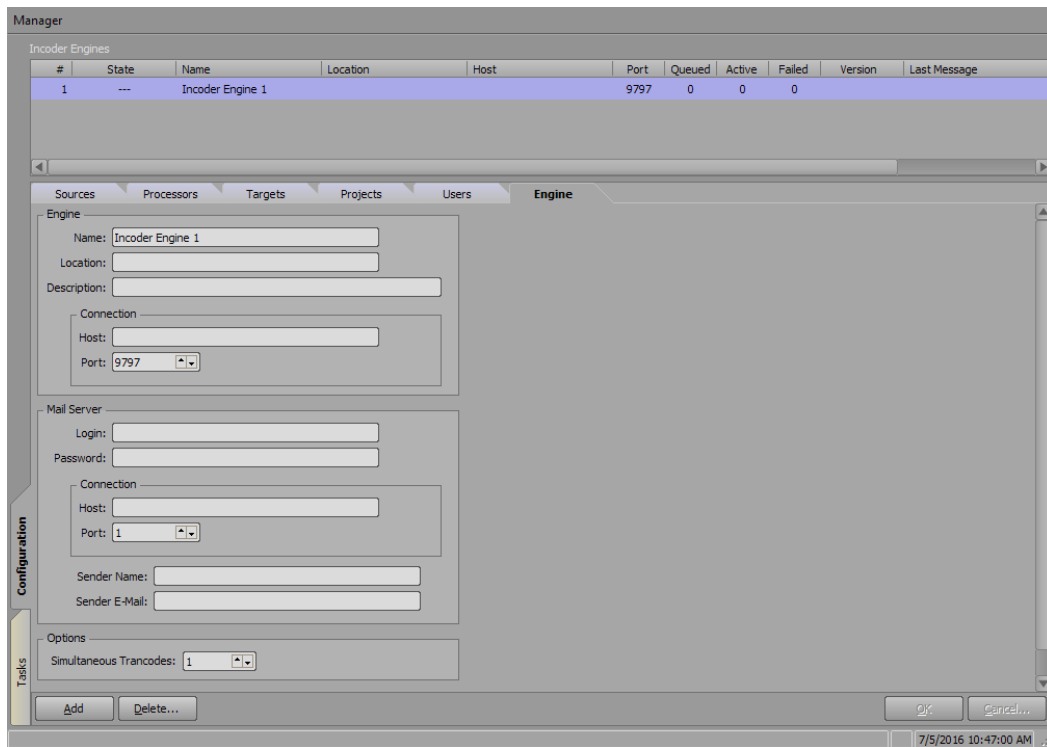 Manager
Incoder Engines
# State Name Location Host Port Queued Active Failed Version Last Message
1 --- Incoder Engine 1 9797 0 0 0
Sources Processors Targets Projects Users Engine
Engine
Name: Incoder Engine 1
Location:
Description:
Connection
Host:
Port: 9797
Mail Server
Login:
Password:
Connection
Host:
Port: 1
Sender Name:
Sender E-Mail:
Options
Simultaneous Trancodes: 1
Configuration
Tasks
Add Delete... OK Cancel...
7/5/2016 10:47:00 AM